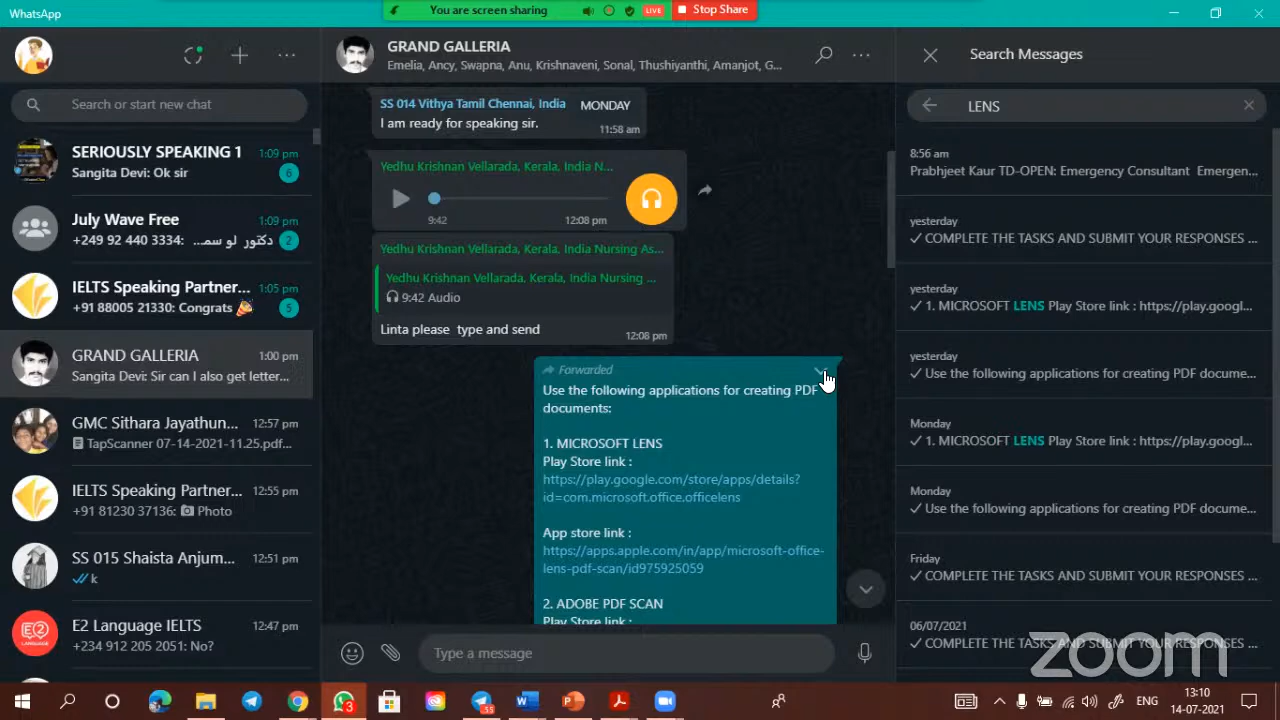 WhatsApp
You are screen sharing
LIVE
Stop Share
Search or start new chat
SERIOUSLY SPEAKING 1
1:09 pm
Sangita Devi: Ok sir
6
July Wave Free
1:09 pm
+249 92 440 3334: دكتور لو سمـ...
2
IELTS Speaking Partner...
1:05 pm
+91 88005 21330: Congrats 🎉
5
GRAND GALLERIA
1:00 pm
Sangita Devi: Sir can I also get letter...
GMC Sithara Jayathun...
12:57 pm
TapScanner 07-14-2021-11.25.pdf...
IELTS Speaking Partner...
12:55 pm
+91 81230 37136: Photo
SS 015 Shaista Anjum...
12:51 pm
k
E2 Language IELTS
12:47 pm
+234 912 205 2051: No?
E2
LANGUAGE
GRAND GALLERIA
Emelia, Ancy, Swapna, Anu, Krishnaveni, Sonal, Thushiyanthi, Amanjot, G...
SS 014 Vithya Tamil Chennai, India
MONDAY
I am ready for speaking sir.
11:58 am
Yedhu Krishnan Vellarada, Kerala, India N...
9:42
12:08 pm
Yedhu Krishnan Vellarada, Kerala, India Nursing As...
Yedhu Krishnan Vellarada, Kerala, India Nursing ...
9:42 Audio
Linta please type and send
12:08 pm
Forwarded
Use the following applications for creating PDF
documents:
1. MICROSOFT LENS
Play Store link :
https://play.google.com/store/apps/details?
id=com.microsoft.office.officelens
App store link :
https://apps.apple.com/in/app/microsoft-office-
lens-pdf-scan/id975925059
2. ADOBE PDF SCAN
Play Store link :
Type a message
Search Messages
LENS
8:56 am
Prabhjeet Kaur TD-OPEN: Emergency Consultant Emergen...
yesterday
✓ COMPLETE THE TASKS AND SUBMIT YOUR RESPONSES ...
yesterday
✓ 1. MICROSOFT LENS Play Store link : https://play.googl...
yesterday
✓ Use the following applications for creating PDF docume...
Monday
✓ 1. MICROSOFT LENS Play Store link : https://play.googl...
Monday
✓ Use the following applications for creating PDF docume...
Friday
✓ COMPLETE THE TASKS AND SUBMIT YOUR RESPONSES ...
06/07/2021
✓ COMPLETE THE TASKS AND SUBMIT YOUR RESPONSES ...
zoom
3
55
ENG
13:10
14-07-2021